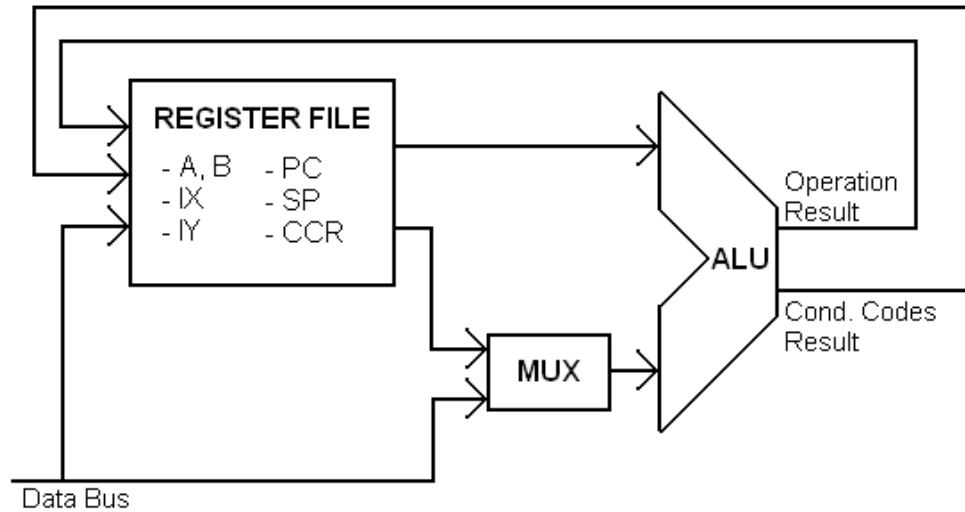 REGISTER FILE
- A, B - PC
- IX - SP
- IY - CCR
Operation
Result
ALU
Cond. Codes
Result
MUX
Data Bus